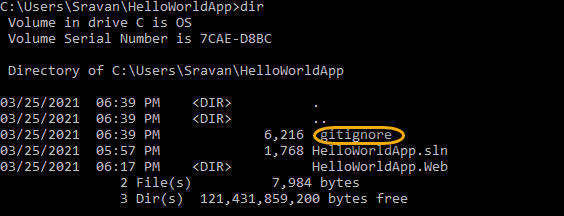 C:\Users\Sravan\HelloWorldApp>dir
Volume in drive C is OS
Volume Serial Number is 7CAE-D8BC
Directory of C:\Users\Sravan\HelloWorldApp
03/25/2021 06:39 PM <DIR> .
03/25/2021 06:39 PM <DIR> ..
03/25/2021 06:39 PM 6,216 gitignore
03/25/2021 05:57 PM 1,768 HelloWorldApp.sln
03/25/2021 06:17 PM <DIR> HelloWorldApp.Web
2 File(s) 7,984 bytes
3 Dir(s) 121,431,859,200 bytes free